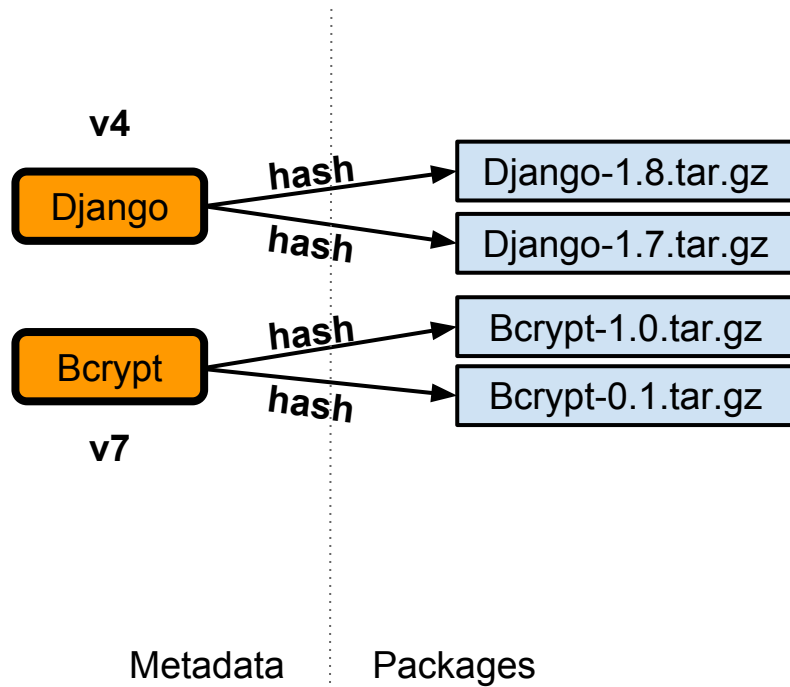 v4
Django
hash
hash
Django-1.8.tar.gz
Django-1.7.tar.gz
Bcrypt
v7
hash
hash
Bcrypt-1.0.tar.gz
Bcrypt-0.1.tar.gz
Metadata
Packages